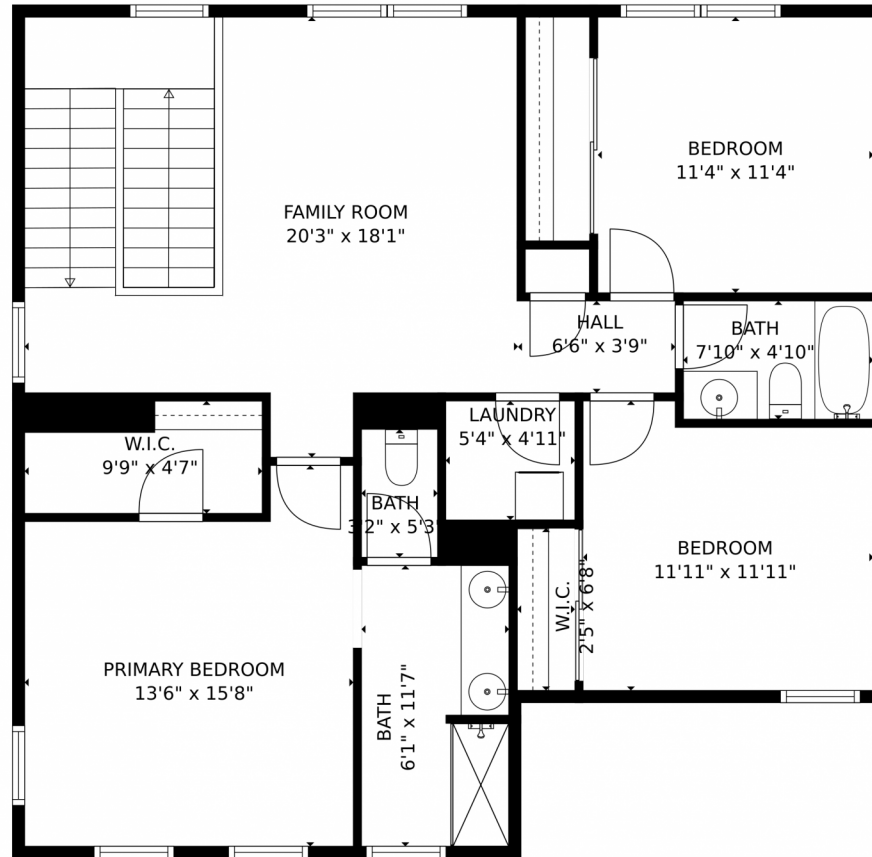 FAMILY ROOM
20'3" x 18'1"
BEDROOM
11'4" x 11'4"
HALL
6'6" x 3'9"
BATH
7'10" x 4'10"
W.I.C.
9'9" x 4'7"
LAUNDRY
5'4" x 4'11"
BATH
3'2" x 5'3"
BEDROOM
11'11" x 11'11"
W.I.C.
2'5" x 6'8"
PRIMARY BEDROOM
13'6" x 15'8"
BATH
6'1" x 11'7"